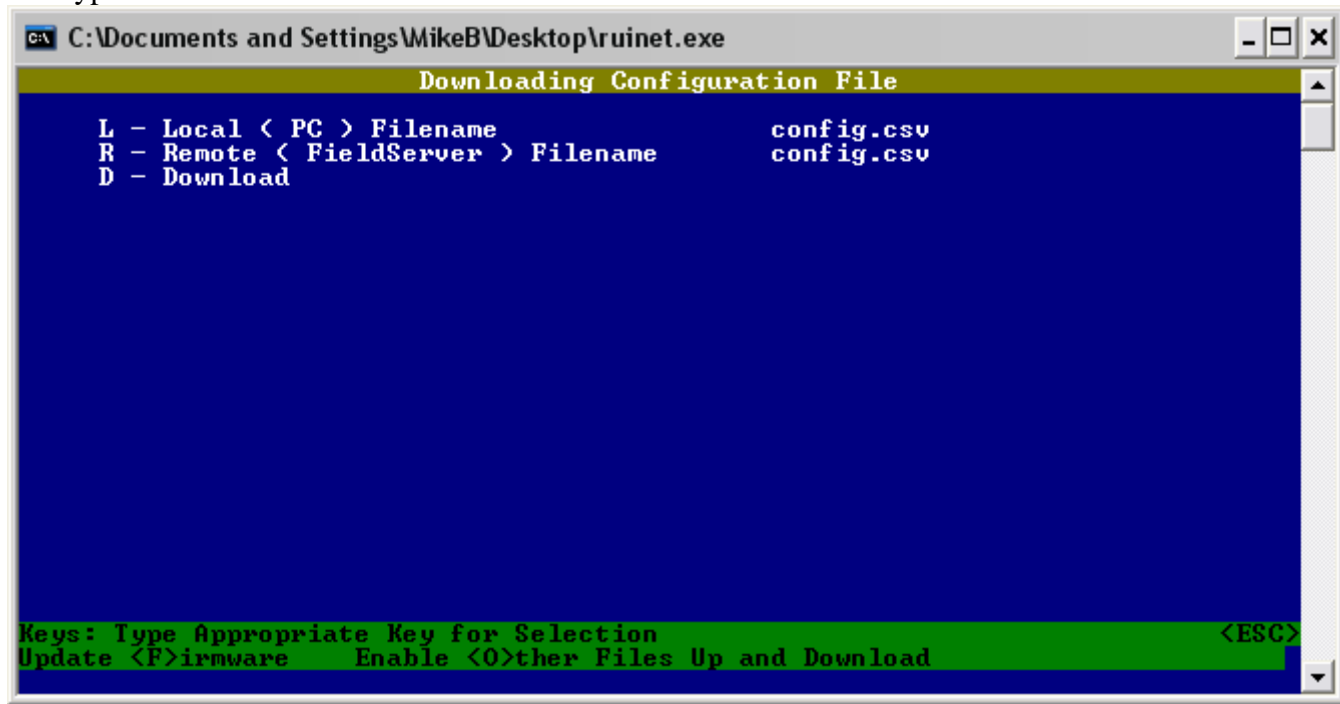 C:\Documents and Settings\MikeB\Desktop\ruinet.exe
Downloading Configuration File
L - Local ( PC ) Filename config.csv
R - Remote ( FieldServer ) Filename config.csv
D - Download
Keys: Type Appropriate Key for Selection <ESC>
Update <F>irmware Enable <O>ther Files Up and Download